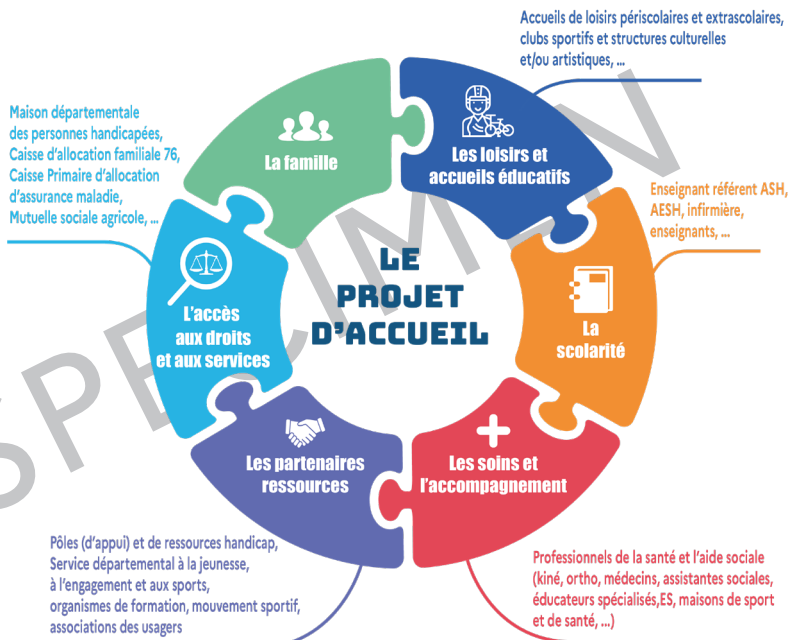 Accueils de loisirs périscolaires et extrascolaires,
clubs sportifs et structures culturelles
et/ou artistiques, ...
Maison départementale
des personnes handicapées,
Caisse d'allocation familiale 76,
Caisse Primaire d'allocation
d'assurance maladie,
Mutuelle sociale agricole, ...
La famille
Les loisirs et
accueils éducatifs
Enseignant référent ASH,
AESH, infirmière,
enseignants, ...
LE
PROJET
D'ACCUEIL
L'accès
aux droits
et aux services
La
scolarité
Les partenaires
ressources
Les soins et
l'accompagnement
Pôles (d'appui) et de ressources handicap,
Service départemental à la jeunesse,
à l'engagement et aux sports,
organismes de formation, mouvement sportif,
associations des usagers
Professionnels de la santé et l'aide sociale
(kiné, ortho, médecins, assistantes sociales,
éducateurs spécialisés,ES, maisons de sport
et de santé, ...)
SPECIMEN